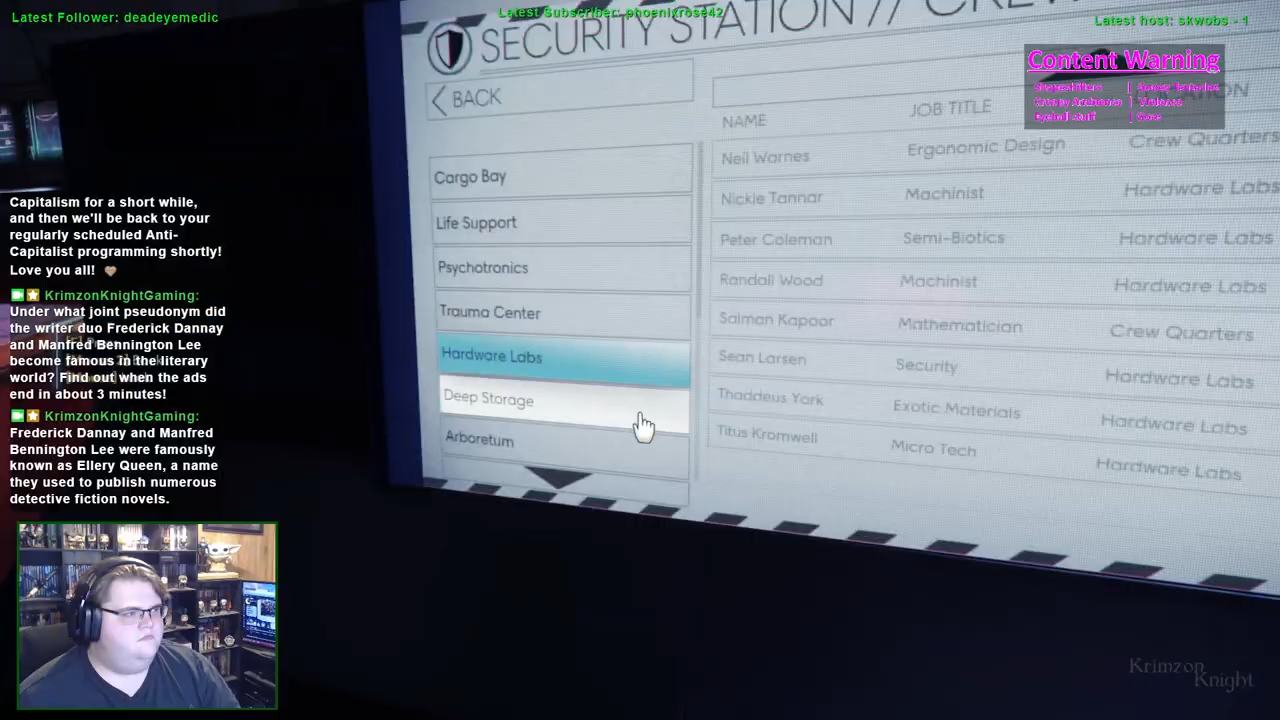 Latest Follower: deadeyemedic
Latest Subscriber: phoenixrose42
Latest host: skwobs - 1
SECURITY STATION // CREW
BACK
Cargo Bay
Life Support
Psychotronics
Trauma Center
Hardware Labs
Deep Storage
Arboretum
NAME JOB TITLE
Neil Warnes Ergonomic Design Crew Quarters
Nickie Tannar Machinist Hardware Labs
Peter Coleman Semi-Biotics Hardware Labs
Randall Wood Machinist Hardware Labs
Salman Kapoor Mathematician Crew Quarters
Sean Larsen Security Hardware Labs
Thaddeus York Exotic Materials Hardware Labs
Titus Kromwell Micro Tech Hardware Labs
Content Warning
Violence
Gore
Capitalism for a short while,
and then we'll be back to your
regularly scheduled Anti-
Capitalist programming shortly!
Love you all!
KrimzonKnightGaming:
Under what joint pseudonym did
the writer duo Frederick Dannay
and Manfred Bennington Lee
become famous in the literary
world? Find out when the ads
end in about 3 minutes!
KrimzonKnightGaming:
Frederick Dannay and Manfred
Bennington Lee were famously
known as Ellery Queen, a name
they used to publish numerous
detective fiction novels.
Krimzon
Knight